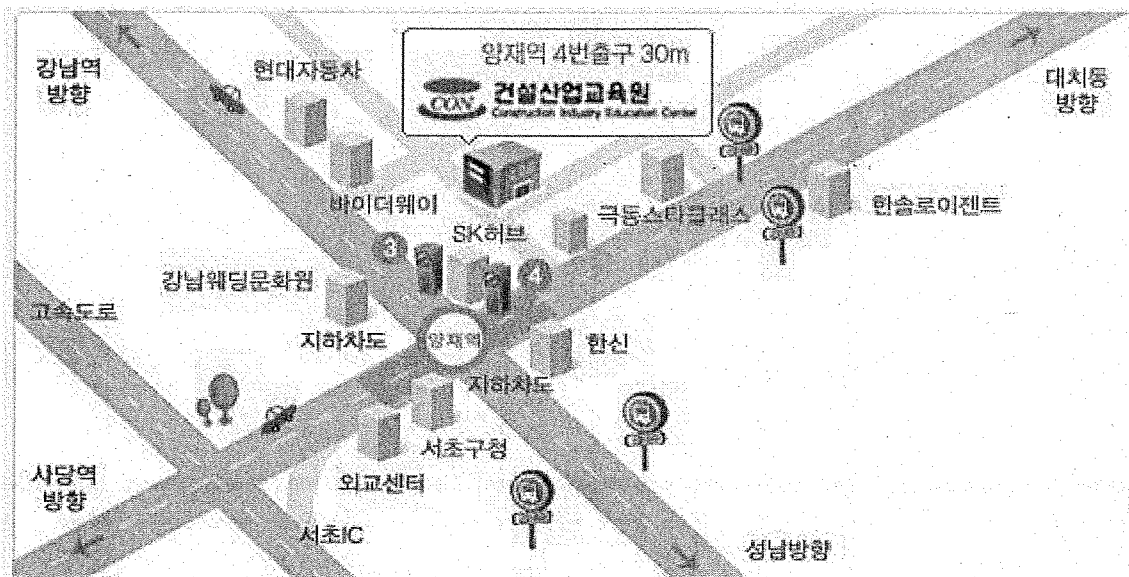 강남역
방향
현대자동차
양재역 4번출구 30m
CON 건설산업교육원
Construction Industry Education Center
대치동
방향
바이더웨이
SK허브
극동스타클래스
한솔로이젠트
3
4
강남웨딩문화원
고속도로
지하차도
양재역
한신
지하차도
서초구청
외교센터
사당역
방향
서초IC
성남방향